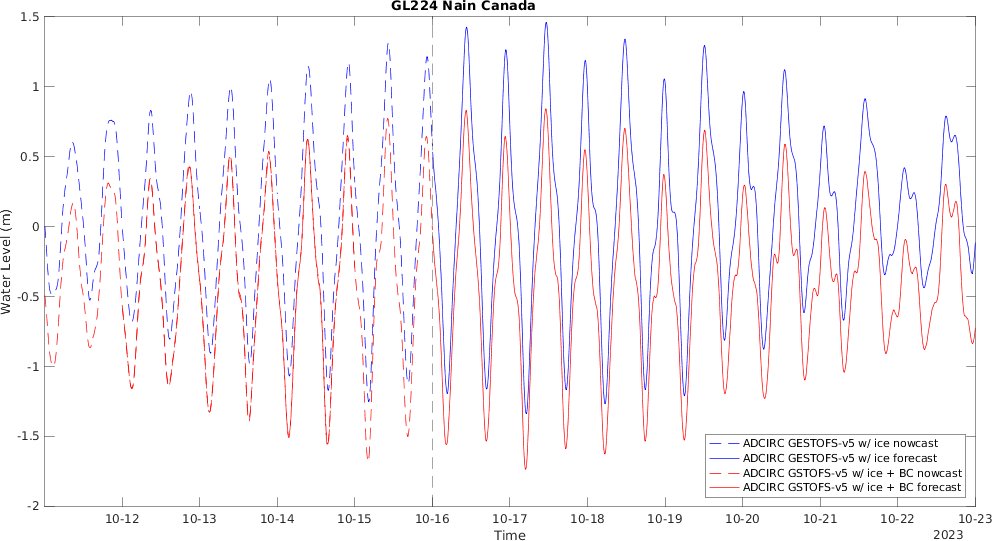 GL224 Nain Canada
1.5
1
0.5
0
-0.5
-1
-1.5
-2
Water Level (m)
ADCIRC GESTOFS-v5 w/ ice nowcast
ADCIRC GESTOFS-v5 w/ ice forecast
ADCIRC GSTOFS-v5 w/ ice + BC nowcast
ADCIRC GSTOFS-v5 w/ ice + BC forecast
10-12 10-13 10-14 10-15 10-16 10-17 10-18 10-19 10-20 10-21 10-22 10-23
Time
2023